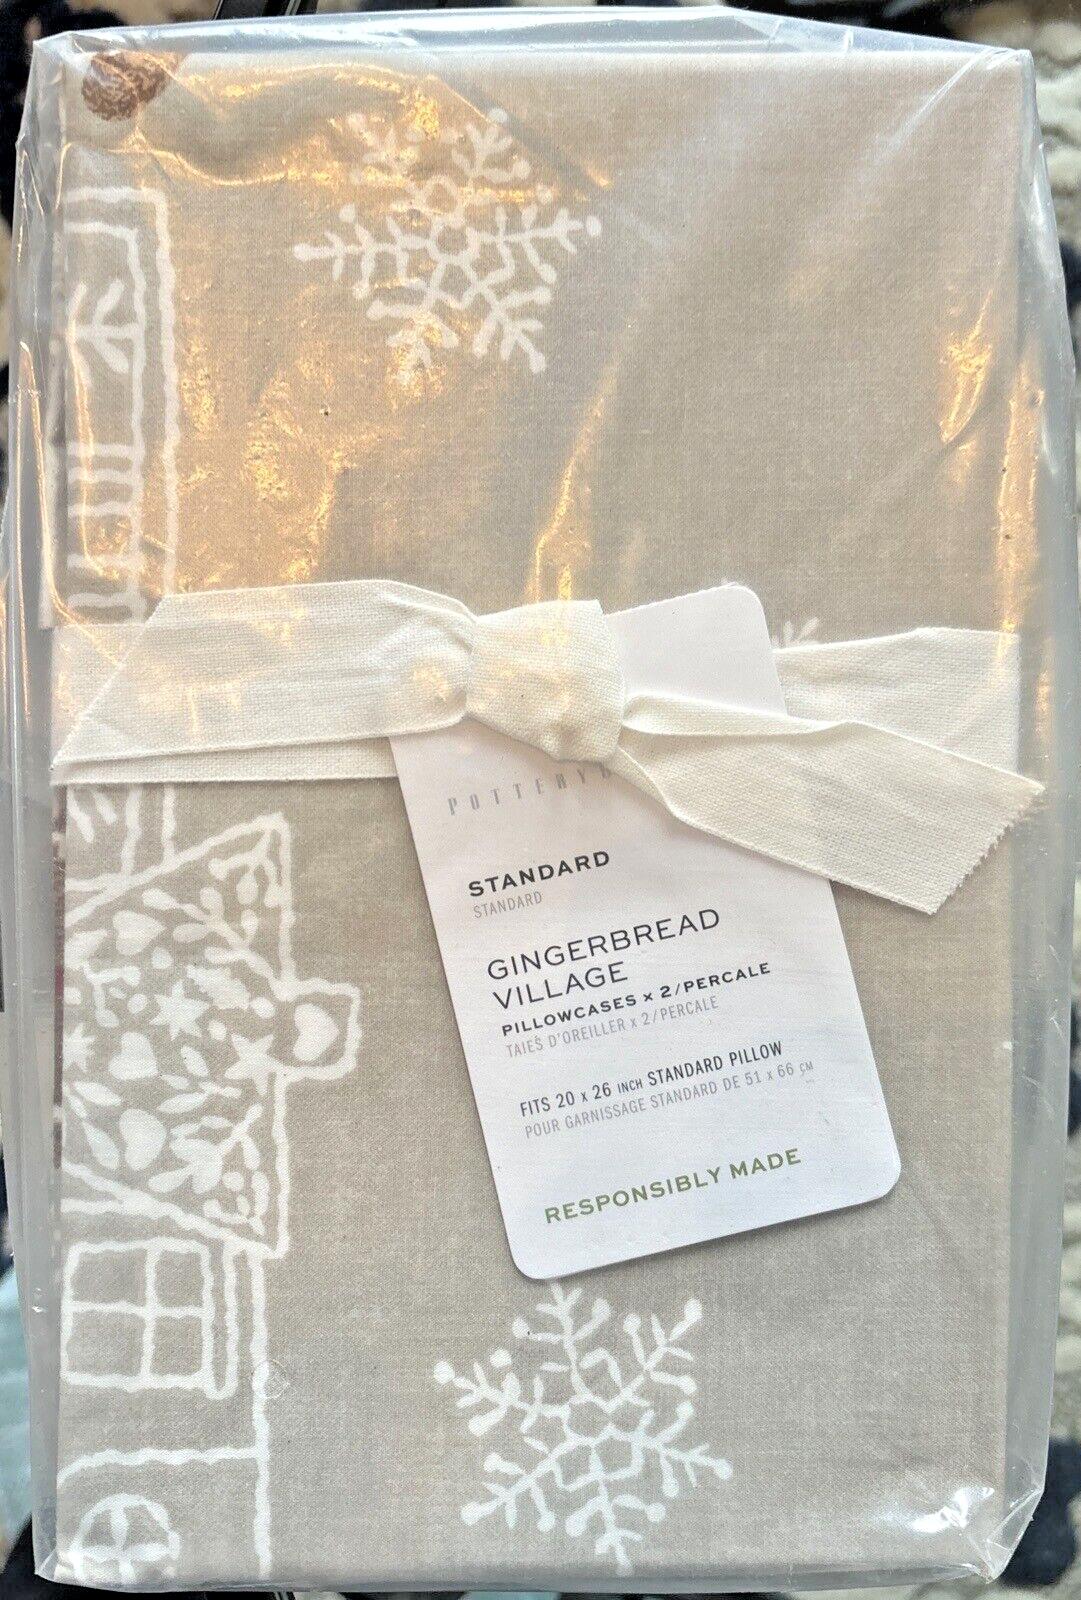 POTTERY
STANDARD
STANDARD
GINGERBREAD
VILLAGE
PILLOWCASES x 2/PERCALE
TAIES D'OREILLER x 2/PERCALE
FITS 20 x 26 INCH STANDARD PILLOW
POUR GARNISSAGE STANDARD DE 51 x 66 CM
RESPONSIBLY MADE